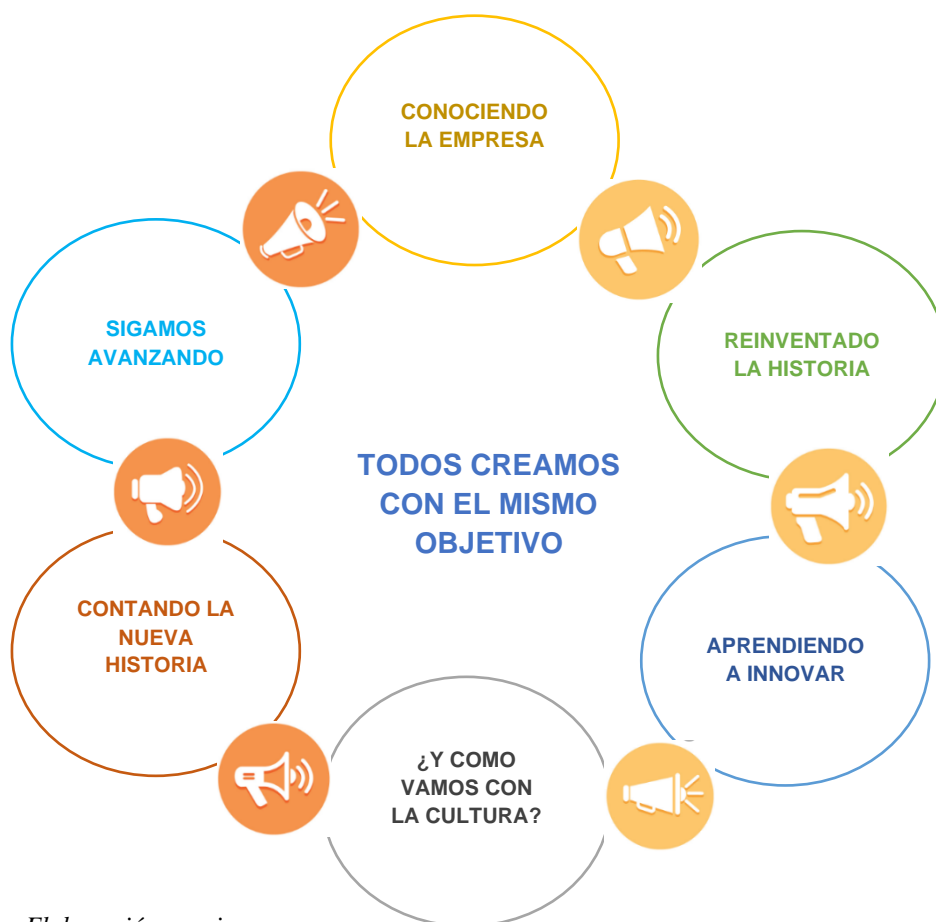 CONOCIENDO
LA EMPRESA
REINVENTADO
LA HISTORIA
APRENDIENDO
A INNOVAR
¿Y COMO
VAMOS CON
LA CULTURA?
CONTANDO LA
NUEVA
HISTORIA
SIGAMOS
AVANZANDO
TODOS CREAMOS
CON EL MISMO
OBJETIVO